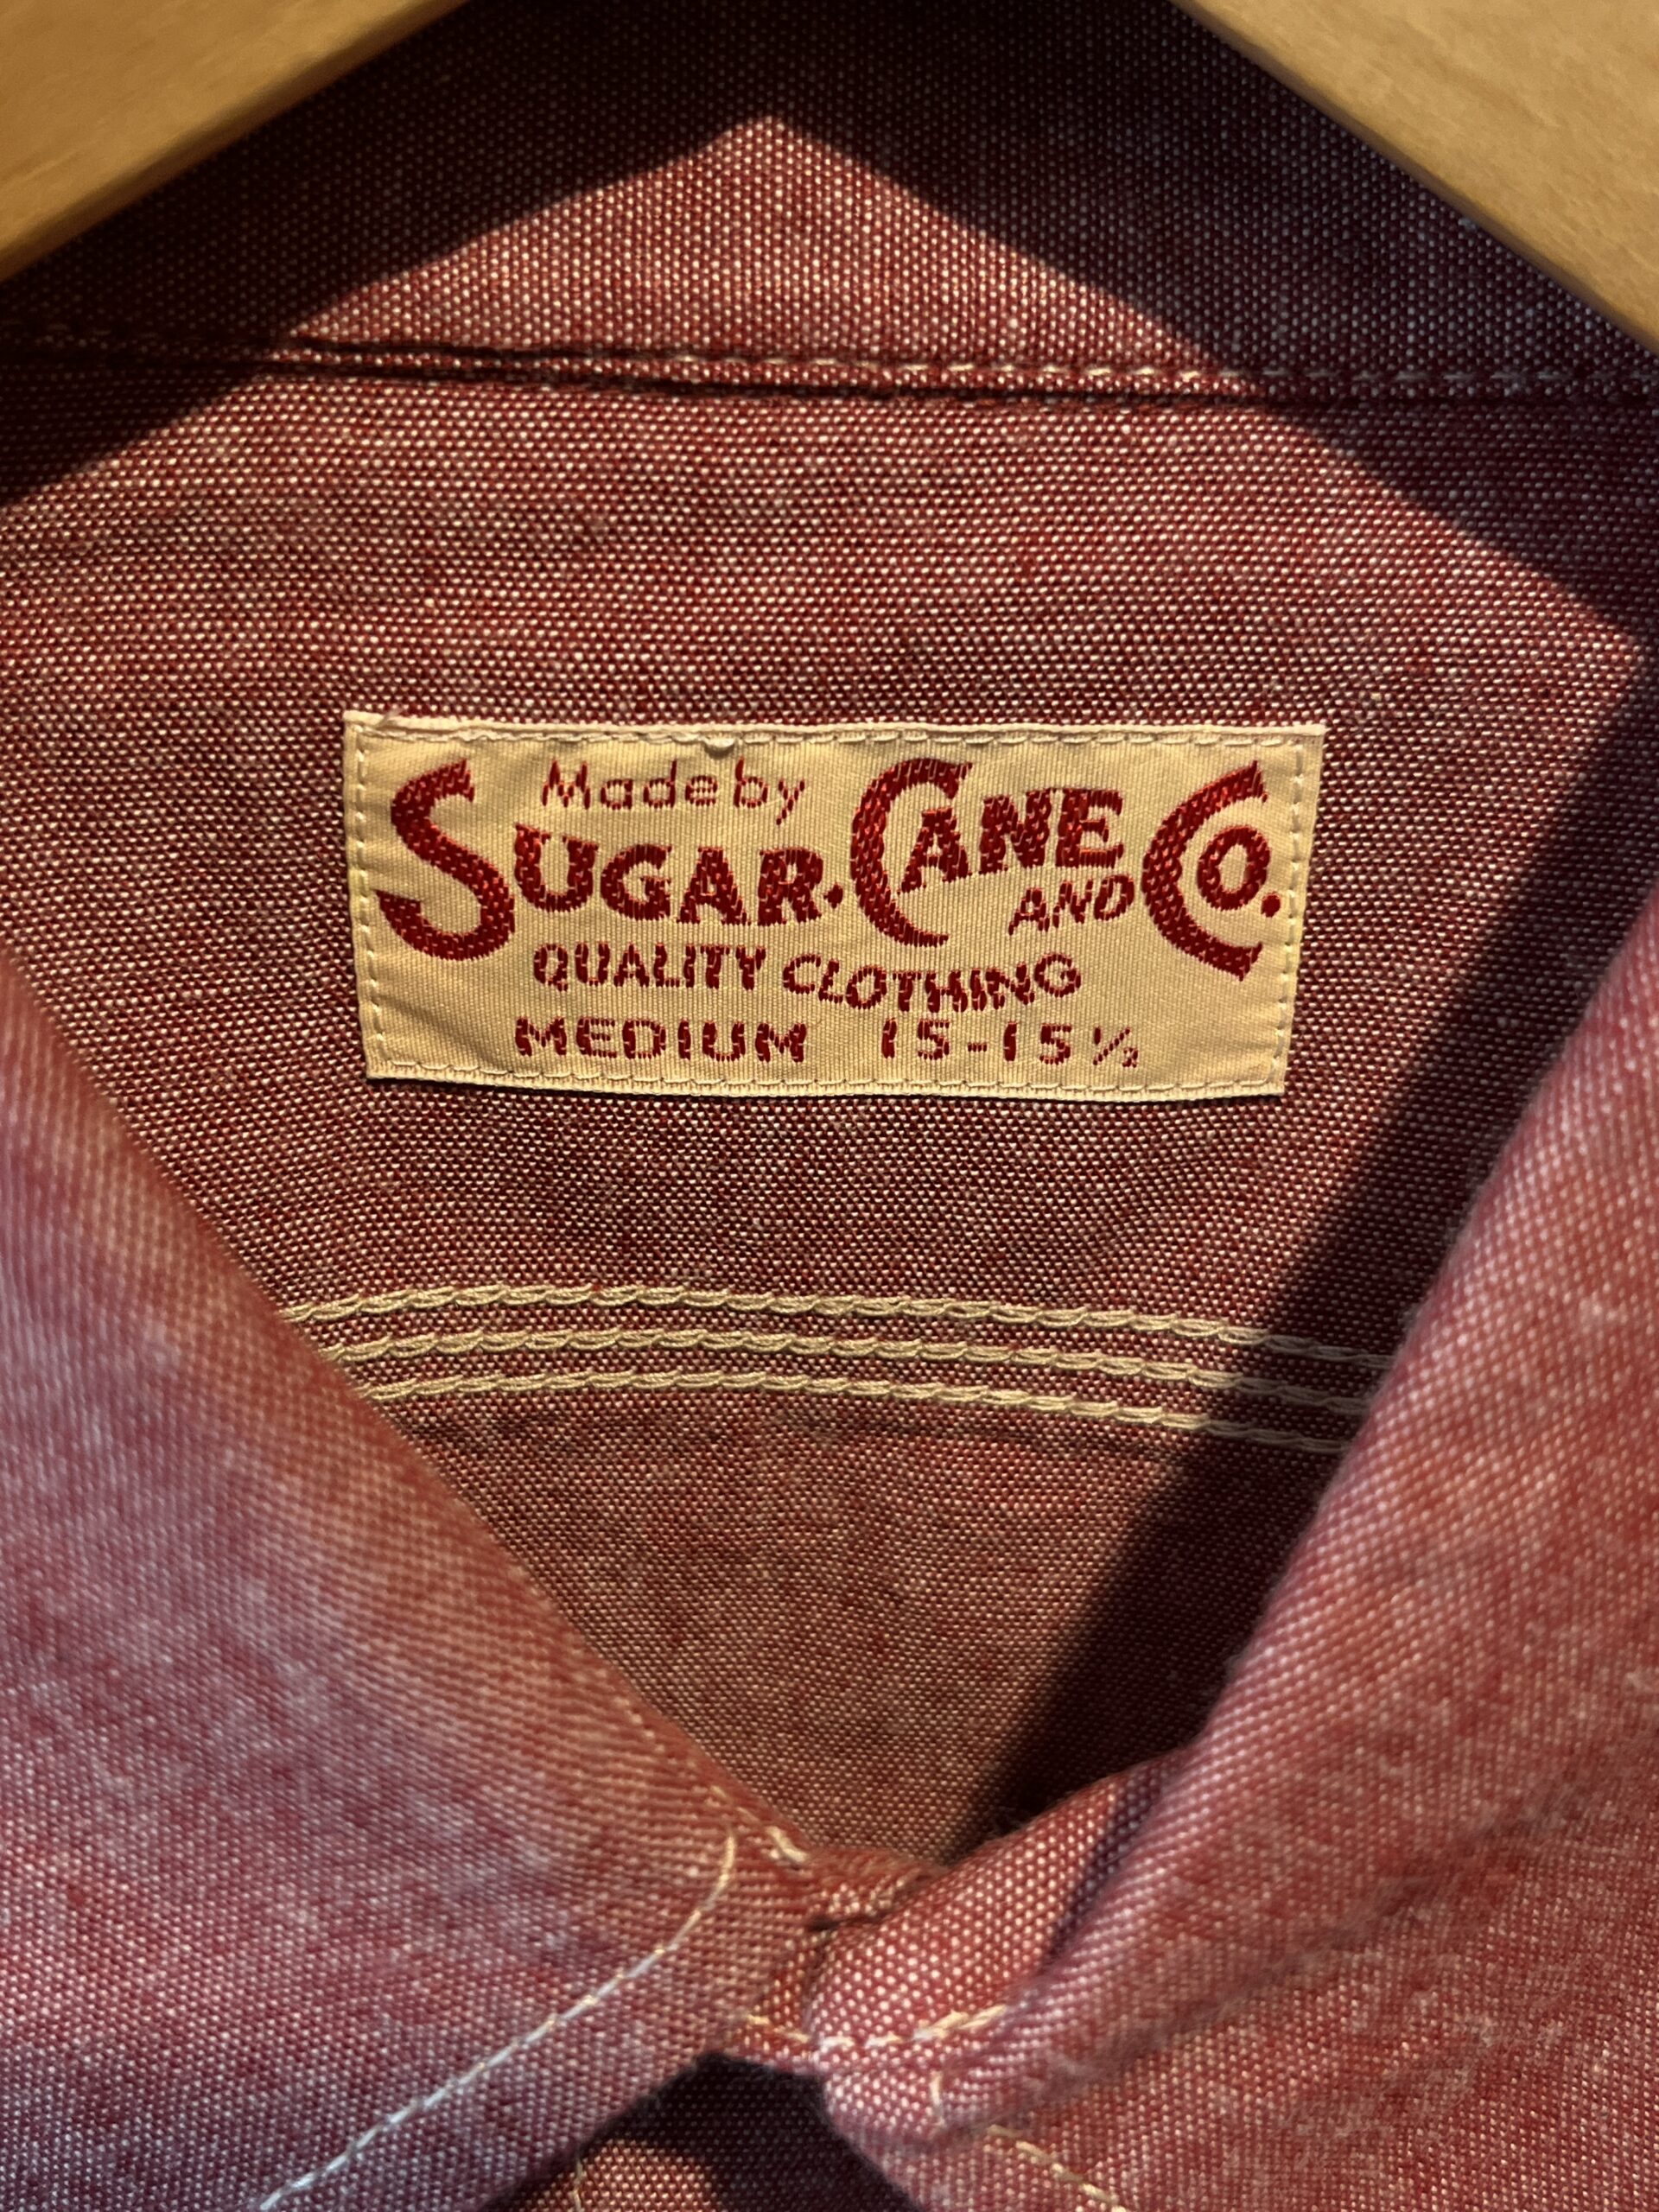 Made by
SUGAR·CANE AND CO.
QUALITY CLOTHING
MEDIUM 15-15½